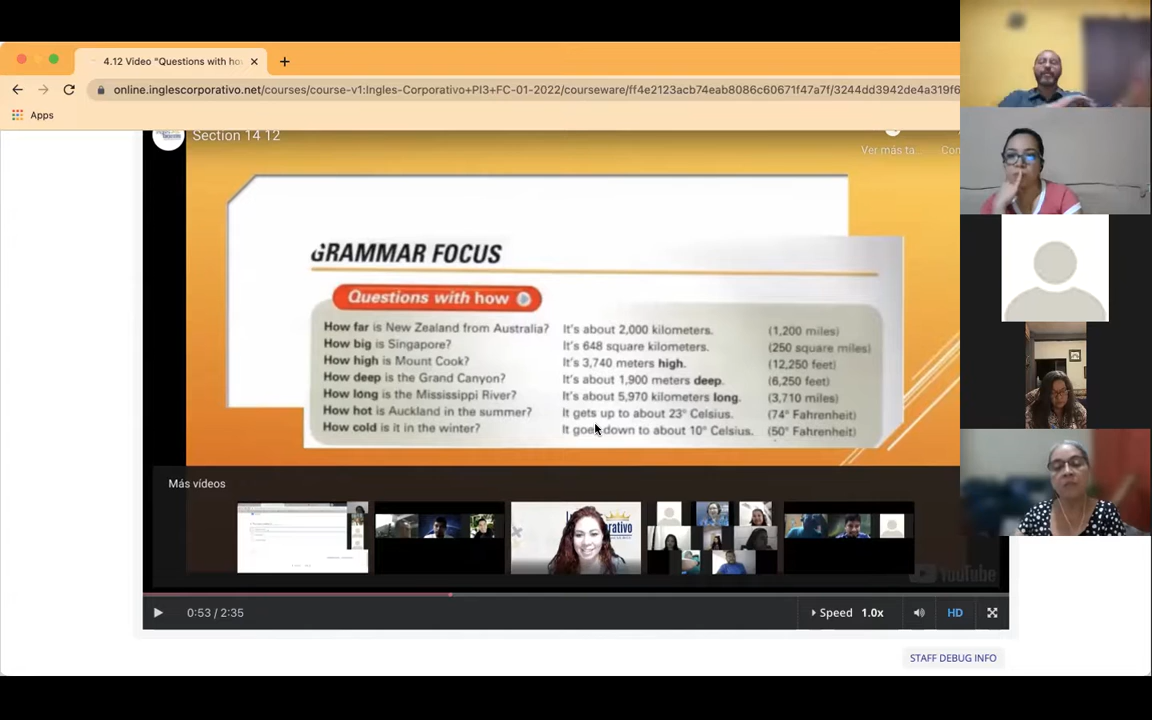 4.12 Video "Questions with ho
online.inglescorporativo.net/courses/course-v1:Ingles-Corporativo+PI3+FC-01-2022/courseware/ff4e2123acb74eab8086c60671f47a7f/3244dd3942de4a319f6
Apps
Section 14 12
Ver más ta...
Con
GRAMMAR FOCUS
Questions with how
How far is New Zealand from Australia? It's about 2,000 kilometers. (1,200 miles)
How big is Singapore? It's 648 square kilometers. (250 square miles)
How high is Mount Cook? It's 3,740 meters high. (12,250 feet)
How deep is the Grand Canyon? It's about 1,900 meters deep. (6,250 feet)
How long is the Mississippi River? It's about 5,970 kilometers long. (3,710 miles)
How hot is Auckland in the summer? It gets up to about 23° Celsius. (74° Fahrenheit)
How cold is it in the winter? It goes down to about 10° Celsius. (50° Fahrenheit)
Más vídeos
YouTube
0:53 / 2:35
Speed 1.0x
HD
STAFF DEBUG INFO